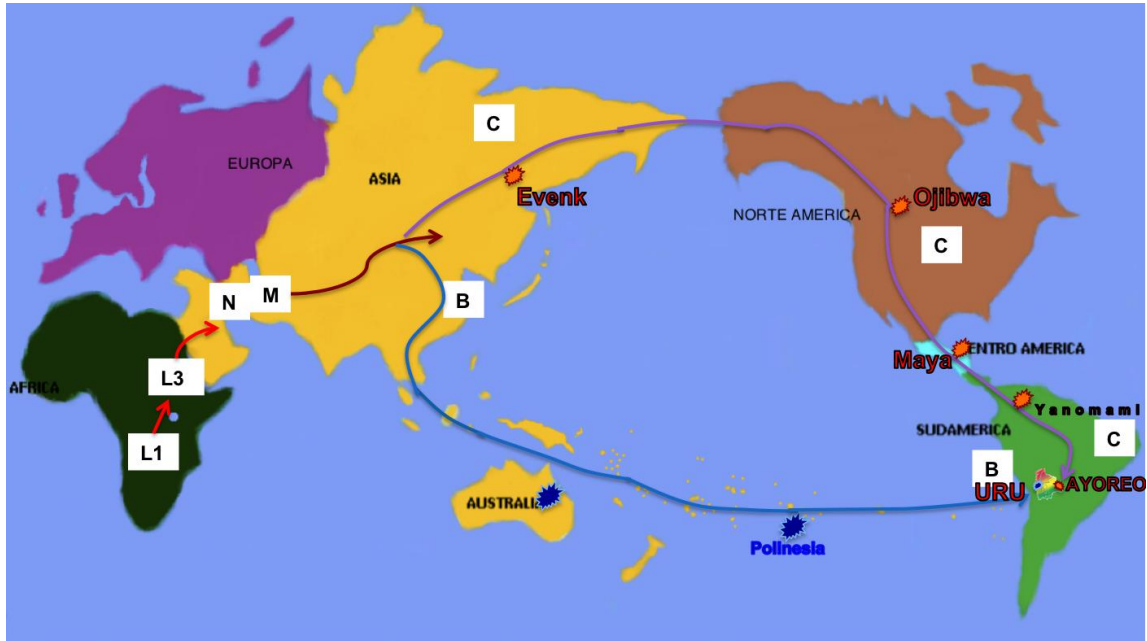 C
EUROPA
ASIA
Evenk
NORTE AMERICA
Ojibwa
C
N
M
B
Maya
ENTRO AMERICA
L3
AFRICA
Yanomami
SUDAMERICA
C
L1
B
URU
AYOREO
AUSTRALI
Polinesia